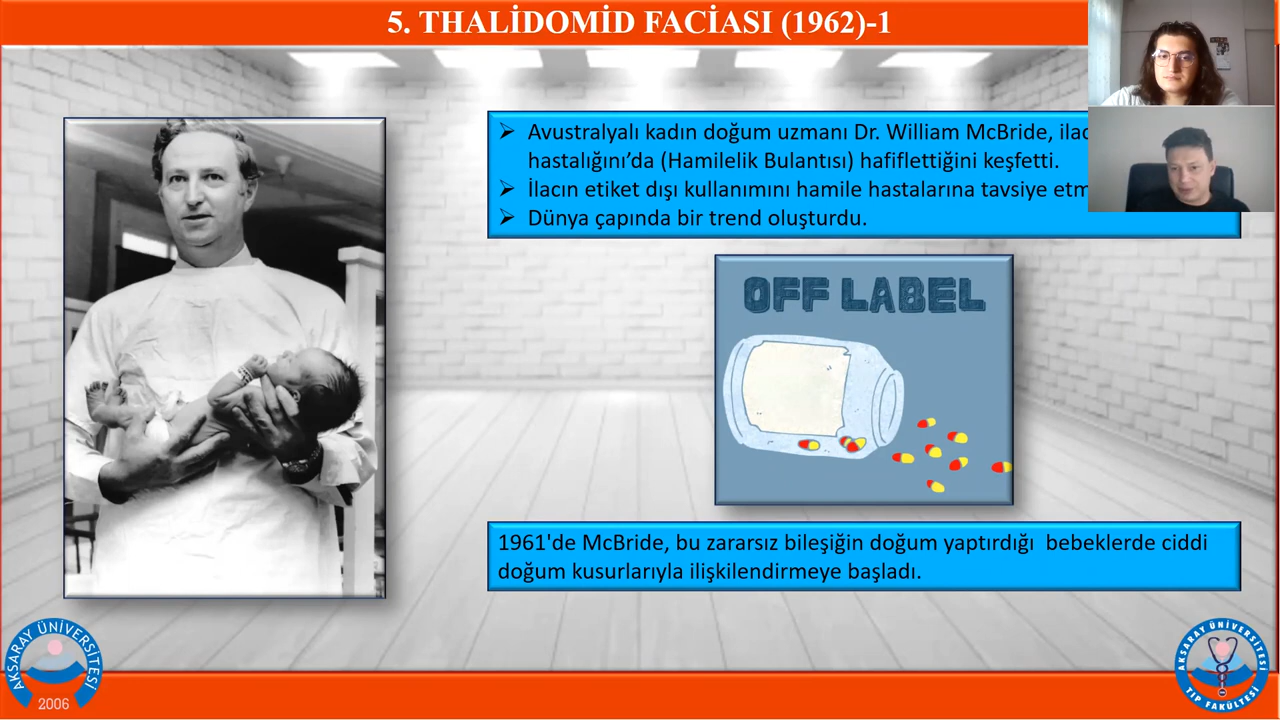 5. THALİDOMİD FACİASI (1962)-1
Avustralyalı kadın doğum uzmanı Dr. William McBride,
hastalığını’da (Hamilelik Bulantısı) hafiflettiğini keşfetti.
İlacın etiket dışı kullanımını hamile hastalarına tavsiye
Dünya çapında bir trend oluşturdu.
OFF LABEL
1961'de McBride, bu zararsız bileşiğin doğum yaptırdığı bebeklerde ciddi
doğum kusurlarıyla ilişkilendirmeye başladı.
AKSARAY ÜNİVERSİTESİ
2006
AKSARAY ÜNİVERSİTESİ
TIP FAKÜLTESİ